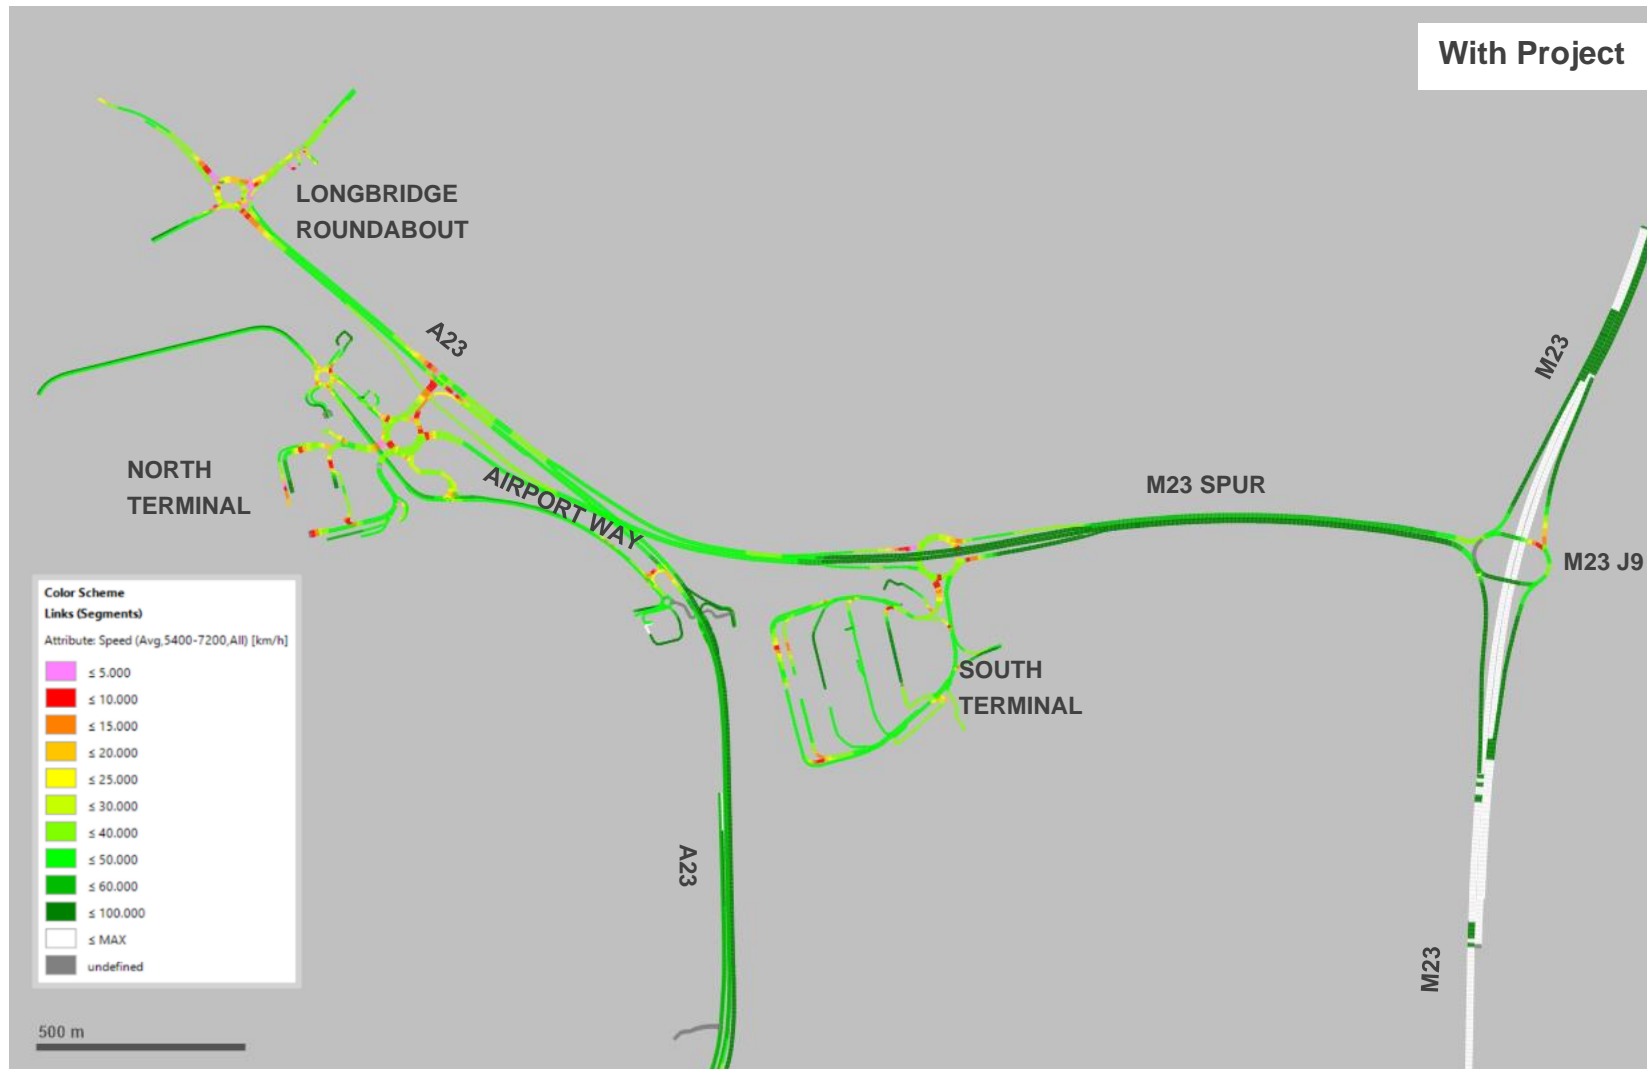 With Project
LONGBRIDGE
ROUNDABOUT
A23
M23
NORTH
TERMINAL
AIRPORT WAY
M23 SPUR
M23 J9
SOUTH
TERMINAL
A23
M23
Color Scheme
Links (Segments)
Attribute: Speed (Avg,5400-7200,All) [km/h]
≤ 5.000
≤ 10.000
≤ 15.000
≤ 20.000
≤ 25.000
≤ 30.000
≤ 40.000
≤ 50.000
≤ 60.000
≤ 100.000
≤ MAX
undefined
500 m